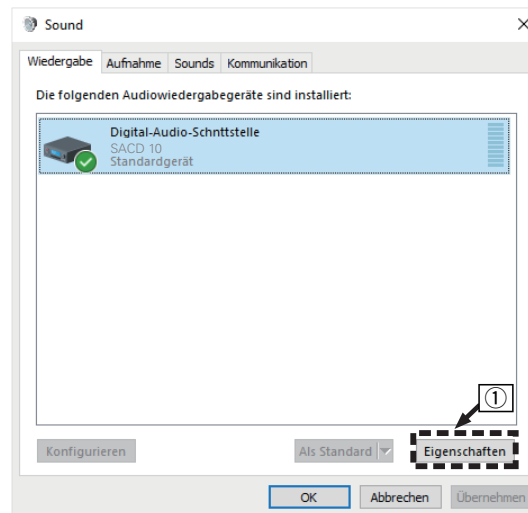 Sound
Wiedergabe Aufnahme Sounds Kommunikation
Die folgenden Audiowiedergabegeräte sind installiert:
Digital-Audio-Schnttstelle
SACD 10
Standardgerät
①
Konfigurieren Als Standard Eigenschaften
OK Abbrechen Übernehmen